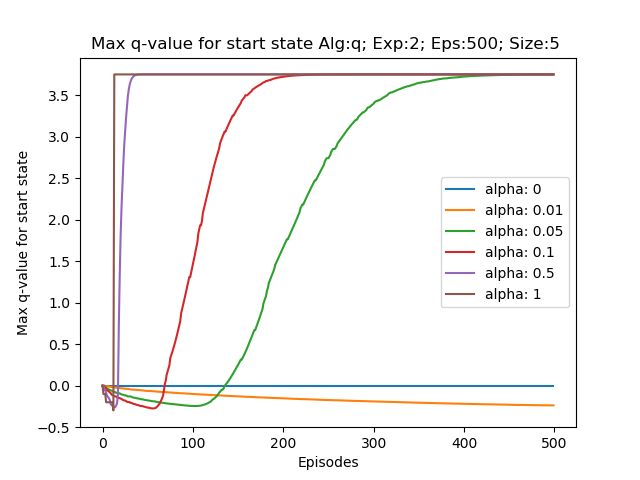 Max q-value for start state Alg:q; Exp:2; Eps:500; Size:5
Max q-value for start state
3.5
3.0
2.5
2.0
1.5
1.0
0.5
0.0
−0.5
alpha: 0
alpha: 0.01
alpha: 0.05
alpha: 0.1
alpha: 0.5
alpha: 1
0 100 200 300 400 500
Episodes